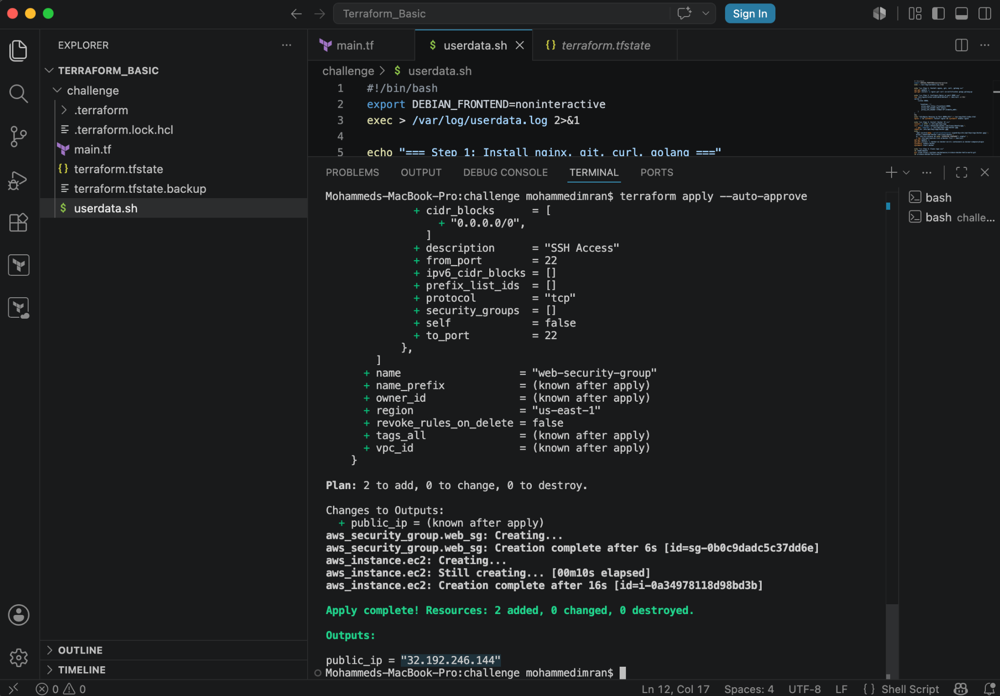 Terraform_Basic
Sign In
EXPLORER
TERRAFORM_BASIC
challenge
.terraform
.terraform.lock.hcl
main.tf
{} terraform.tfstate
terraform.tfstate.backup
$ userdata.sh
OUTLINE
TIMELINE
main.tf
$ userdata.sh
{} terraform.tfstate
challenge > $ userdata.sh
1 #!/bin/bash
2 export DEBIAN_FRONTEND=noninteractive
3 exec > /var/log/userdata.log 2>&1
4
5 echo "=== Step 1: Install nginx, git, curl, golang ==="
PROBLEMS OUTPUT DEBUG CONSOLE TERMINAL PORTS
Mohammeds-MacBook-Pro:challenge mohammedimran$ terraform apply --auto-approve
+ cidr_blocks = [
+ "0.0.0.0/0",
]
+ description = "SSH Access"
+ from_port = 22
+ ipv6_cidr_blocks = []
+ prefix_list_ids = []
+ protocol = "tcp"
+ security_groups = []
+ self = false
+ to_port = 22
},
]
+ name = "web-security-group"
+ name_prefix = (known after apply)
+ owner_id = (known after apply)
+ region = "us-east-1"
+ revoke_rules_on_delete = false
+ tags_all = (known after apply)
+ vpc_id = (known after apply)
}
Plan: 2 to add, 0 to change, 0 to destroy.
Changes to Outputs:
+ public_ip = (known after apply)
aws_security_group.web_sg: Creating...
aws_security_group.web_sg: Creation complete after 6s [id=sg-0b0c9dadc5c37dd6e]
aws_instance.ec2: Creating...
aws_instance.ec2: Still creating... [00m10s elapsed]
aws_instance.ec2: Creation complete after 16s [id=i-0a34978118d98bd3b]
Apply complete! Resources: 2 added, 0 changed, 0 destroyed.
Outputs:
public_ip = "32.192.246.144"
Mohammeds-MacBook-Pro:challenge mohammedimran$
bash
bash challe...
0 0
Ln 12, Col 17 Spaces: 4 UTF-8 LF {} Shell Script